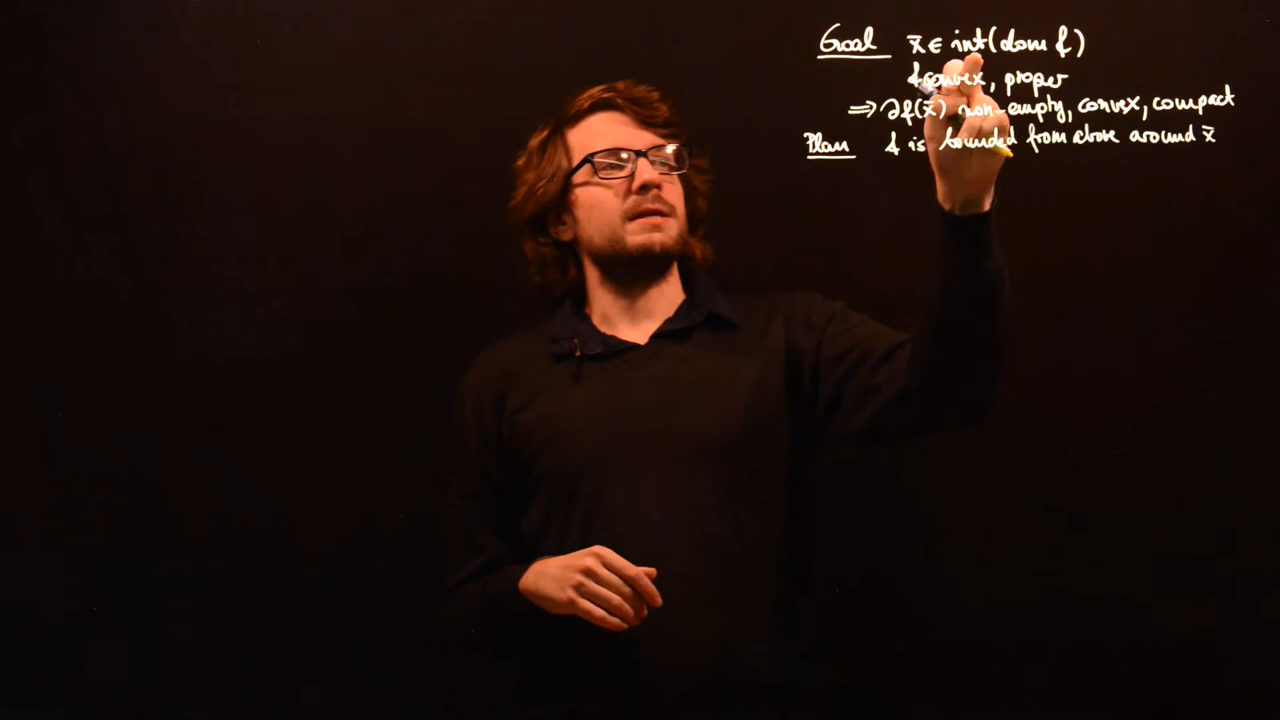 Goal x̄ ∈ int(dom f)
f convex, proper
⇒ ∂f(x̄) non-empty, convex, compact
Plan f is bounded from above around x̄